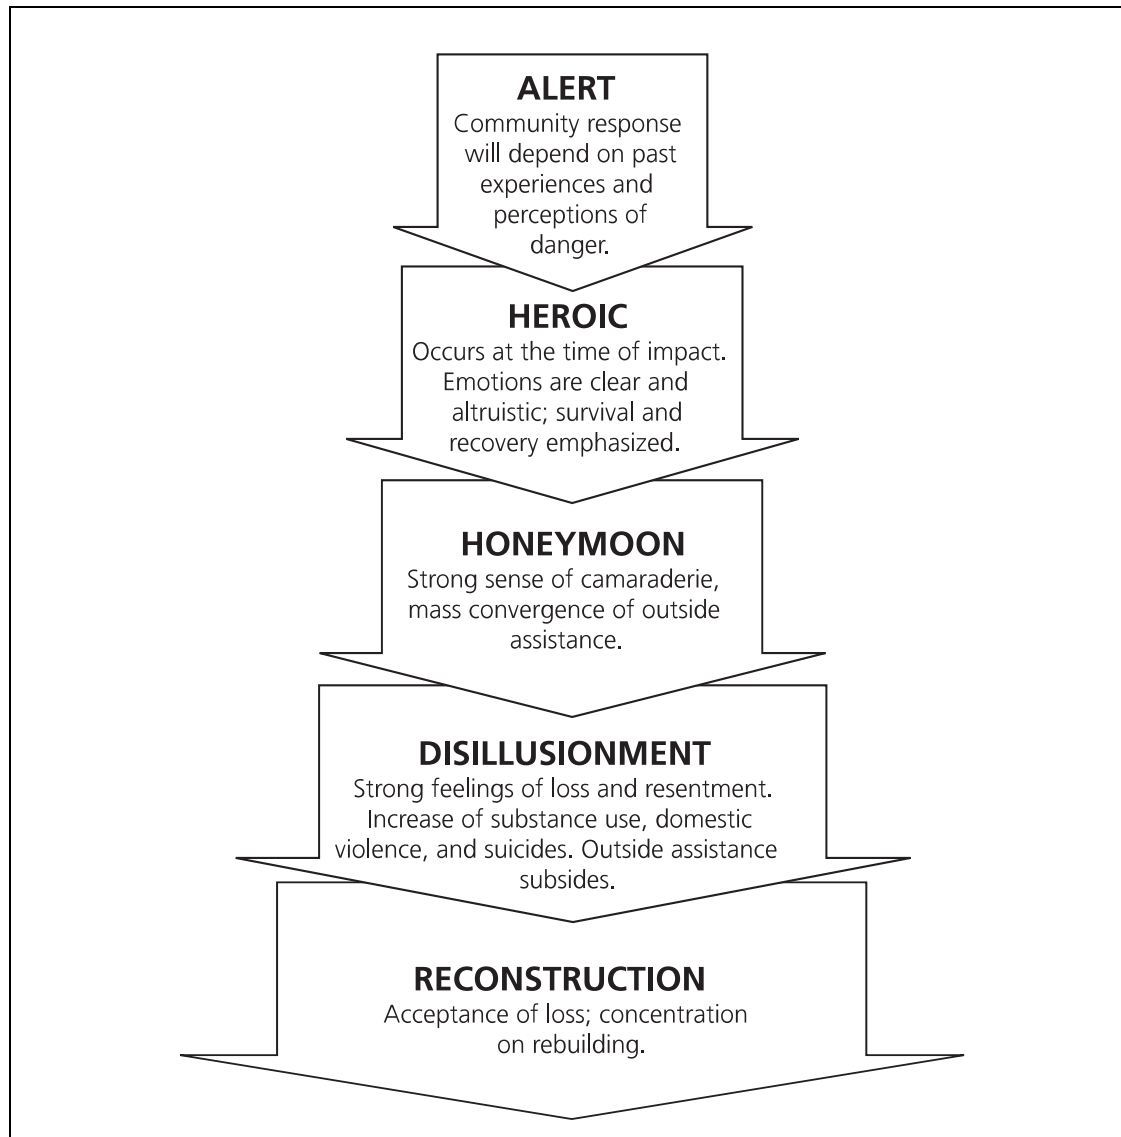 ALERT
Community response
will depend on past
experiences and
perceptions of
danger.
HEROIC
Occurs at the time of impact.
Emotions are clear and
altruistic; survival and
recovery emphasized.
HONEYMOON
Strong sense of camaraderie,
mass convergence of outside
assistance.
DISILLUSIONMENT
Strong feelings of loss and resentment.
Increase of substance use, domestic
violence, and suicides. Outside assistance
subsides.
RECONSTRUCTION
Acceptance of loss; concentration
on rebuilding.